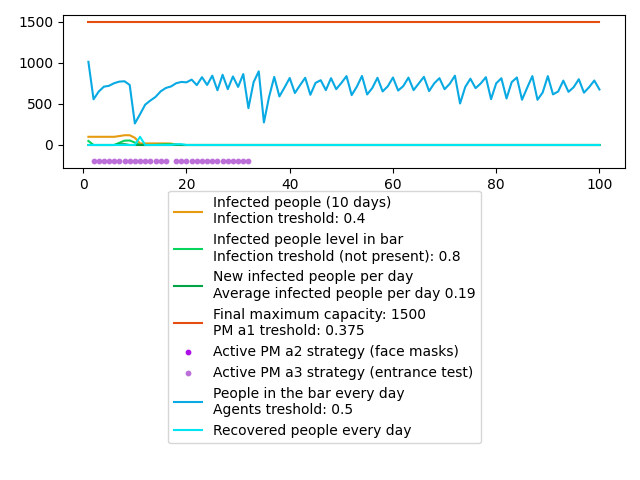 1500
1000
500
0
0
20
40
60
80
100
Infected people (10 days)
Infection treshold: 0.4
Infected people level in bar
Infection treshold (not present): 0.8
New infected people per day
Average infected people per day 0.19
Final maximum capacity: 1500
PM a1 treshold: 0.375
Active PM a2 strategy (face masks)
Active PM a3 strategy (entrance test)
People in the bar every day
Agents treshold: 0.5
Recovered people every day